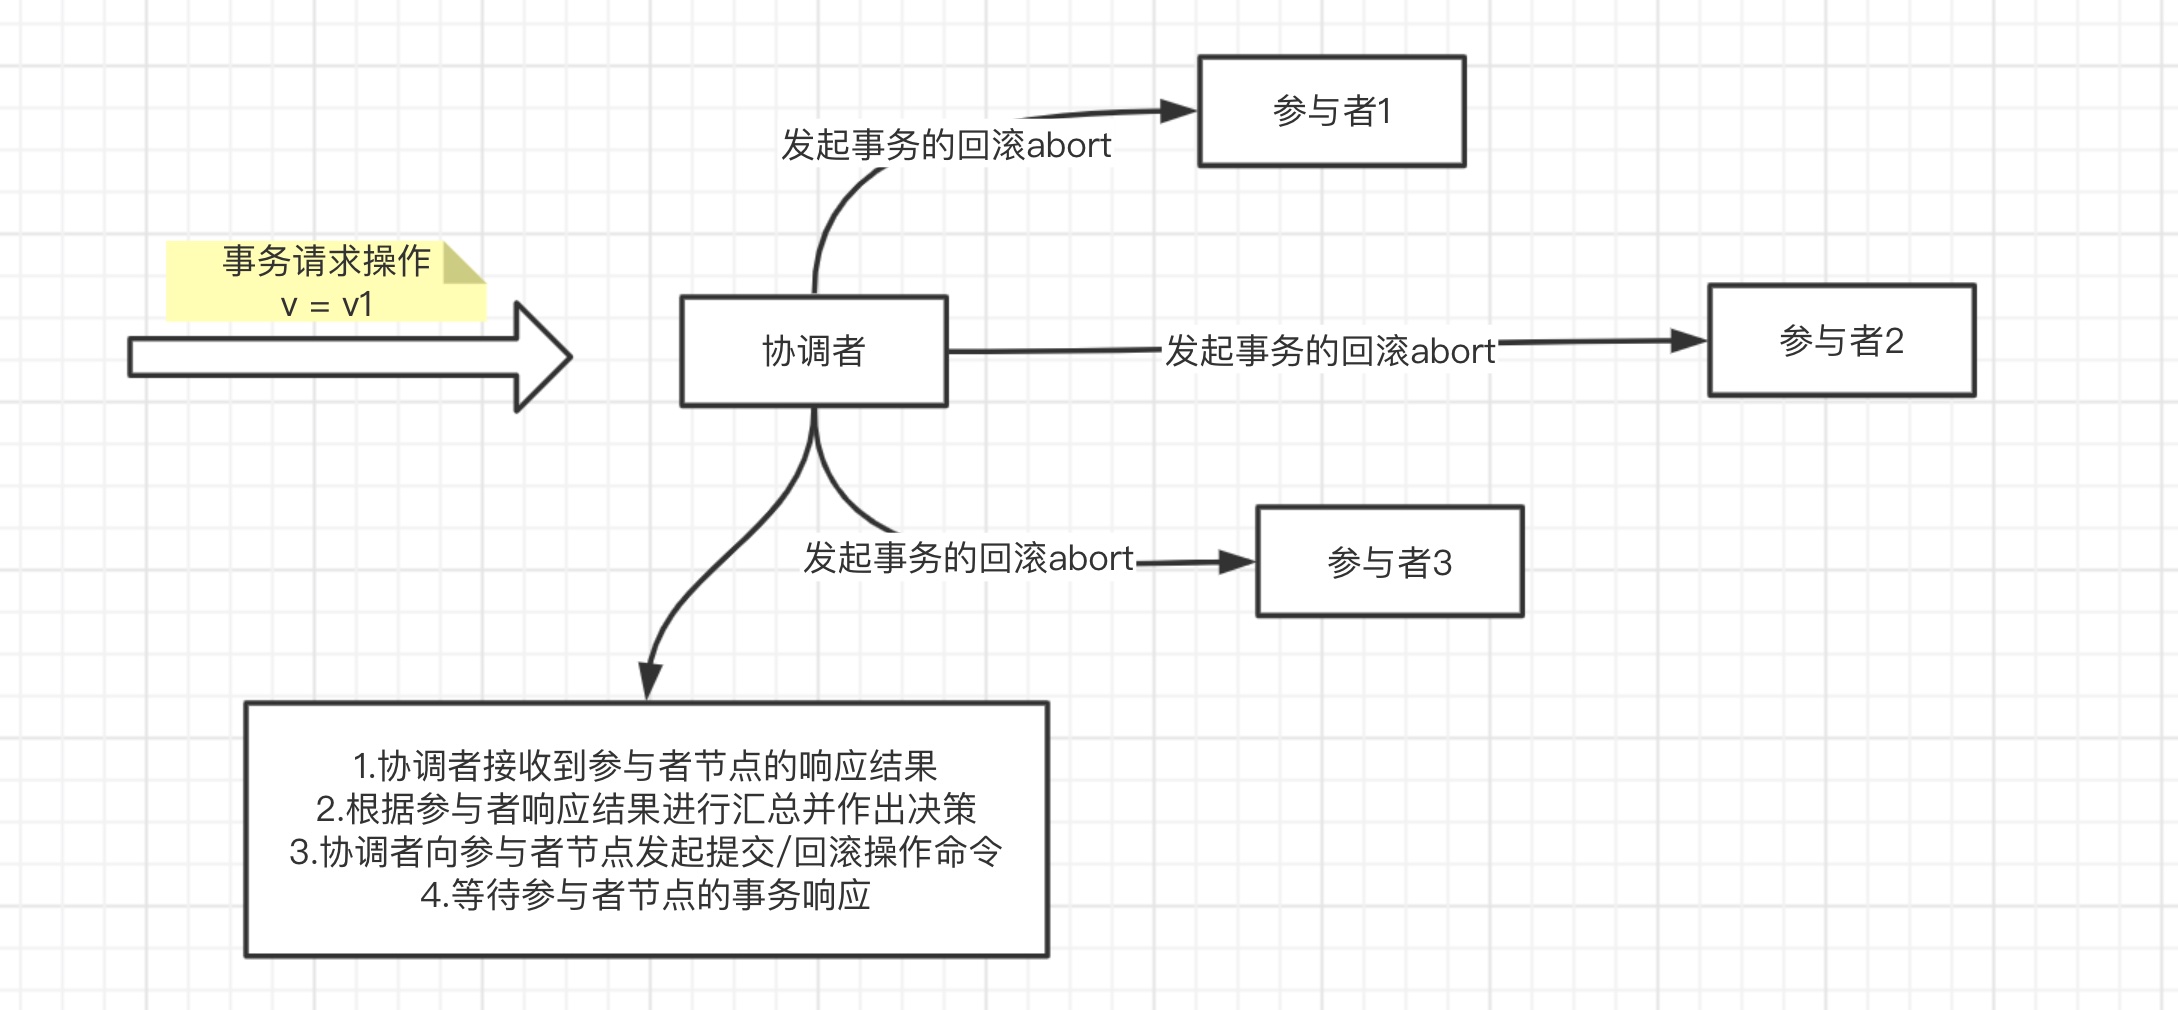 发起事务的回滚abort
参与者1
事务请求操作
v = v1
协调者
发起事务的回滚abort
参与者2
发起事务的回滚abort
参与者3
1.协调者接收到参与者节点的响应结果
2.根据参与者响应结果进行汇总并作出决策
3.协调者向参与者节点发起提交/回滚操作命令
4.等待参与者节点的事务响应